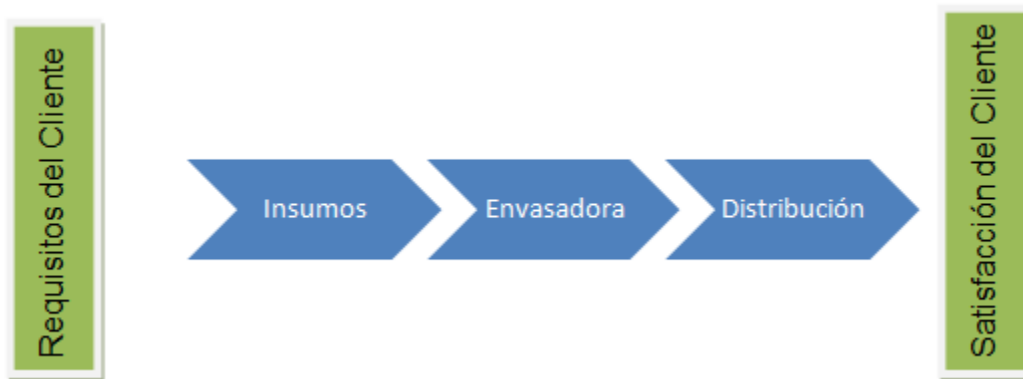 Requisitos del Cliente
Insumos
Envasadora
Distribución
Satisfacción del Cliente